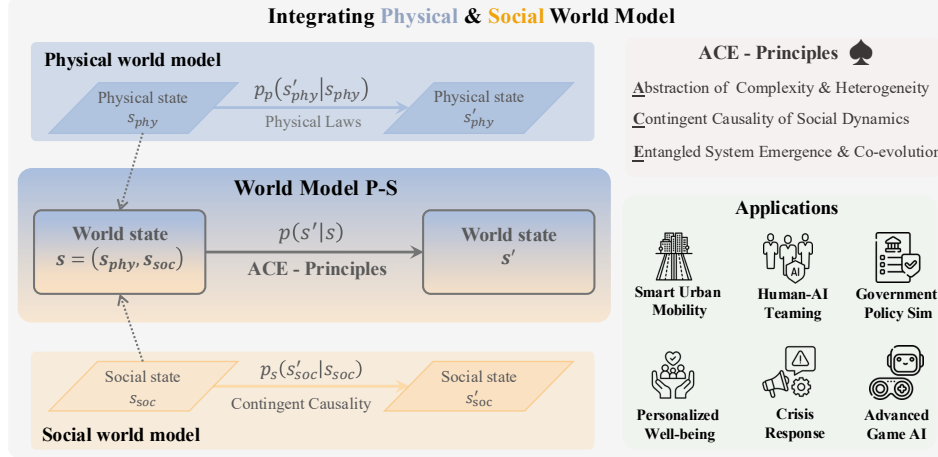 Integrating Physical & Social World Model
Physical world model
Physical state
s_phy
p_p(s'_phy|s_phy)
Physical Laws
Physical state
s'_phy
World Model P-S
World state
s = (s_phy, s_soc)
p(s'|s)
ACE - Principles
World state
s'
Social state
s_soc
p_s(s'_soc|s_soc)
Contingent Causality
Social state
s'_soc
Social world model
ACE - Principles
Abstraction of Complexity & Heterogeneity
Contingent Causality of Social Dynamics
Entangled System Emergence & Co-evolution
Applications
Smart Urban
Mobility
AI
Human-AI
Teaming
Government
Policy Sim
Personalized
Well-being
Crisis
Response
Advanced
Game AI